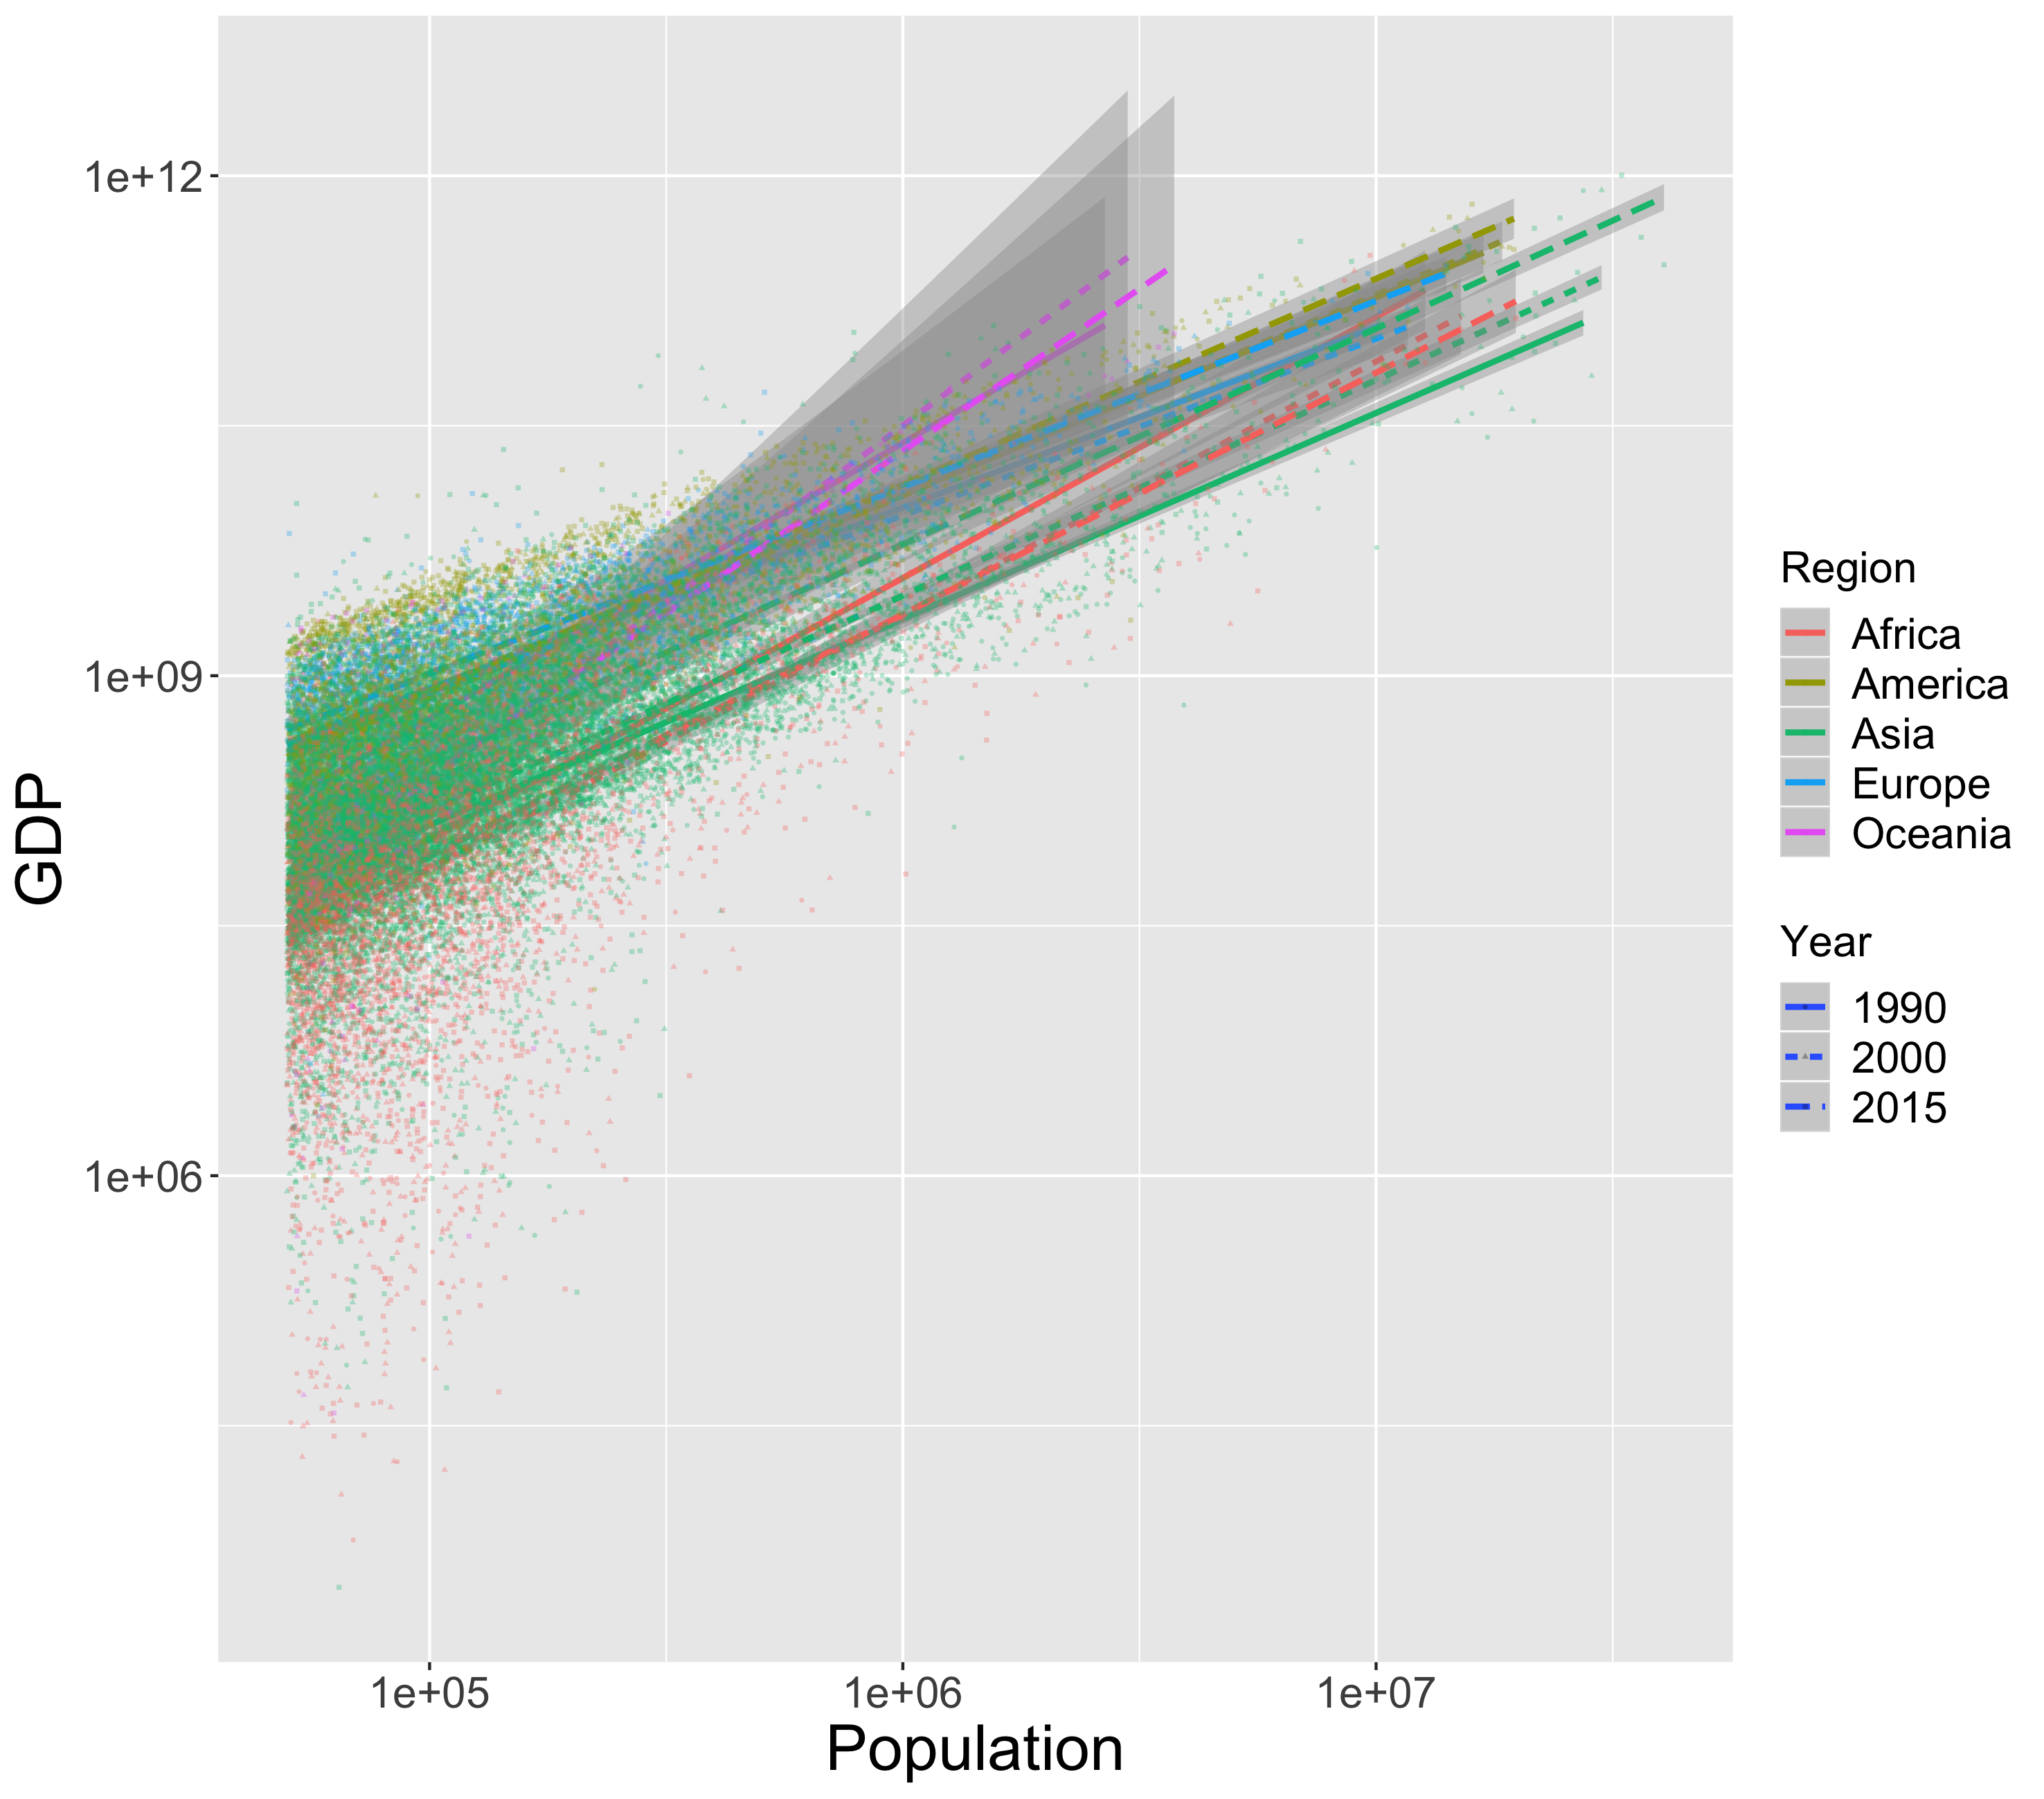 1e+12
1e+09
1e+06
GDP
1e+05
1e+06
1e+07
Population
Region
Africa
America
Asia
Europe
Oceania
Year
1990
2000
2015